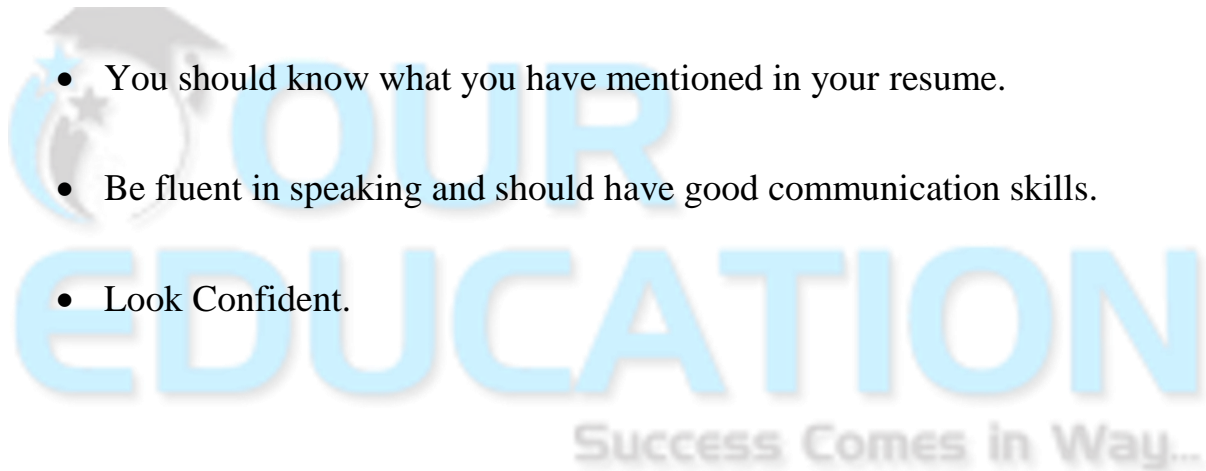 • You should know what you have mentioned in your resume.
OUR
• Be fluent in speaking and should have good communication skills.
EDUCATION
• Look Confident.
Success Comes in Way...